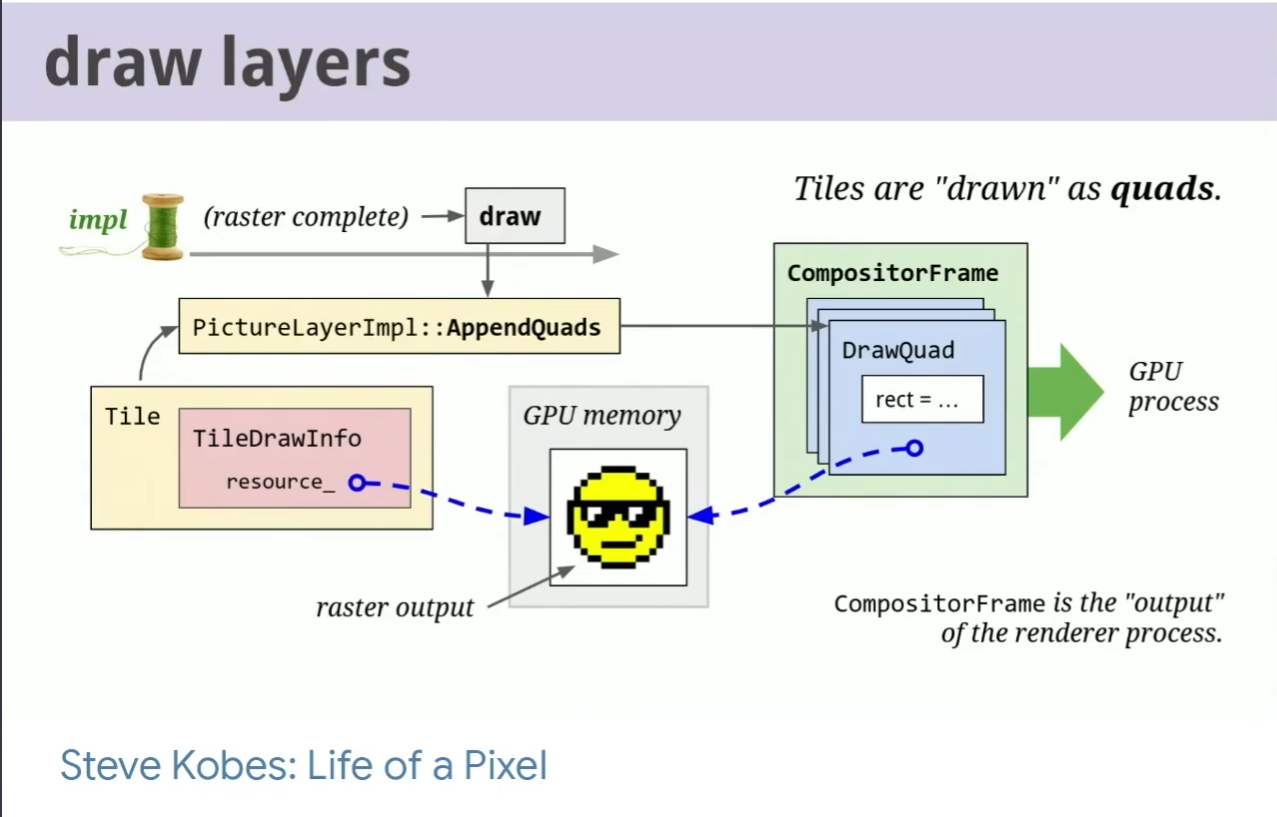 draw layers
impl
(raster complete)
draw
Tiles are "drawn" as quads.
CompositorFrame
PictureLayerImpl::AppendQuads
DrawQuad
rect = ...
GPU
process
Tile
TileDrawInfo
resource_
GPU memory
raster output
CompositorFrame is the "output"
of the renderer process.
Steve Kobes: Life of a Pixel